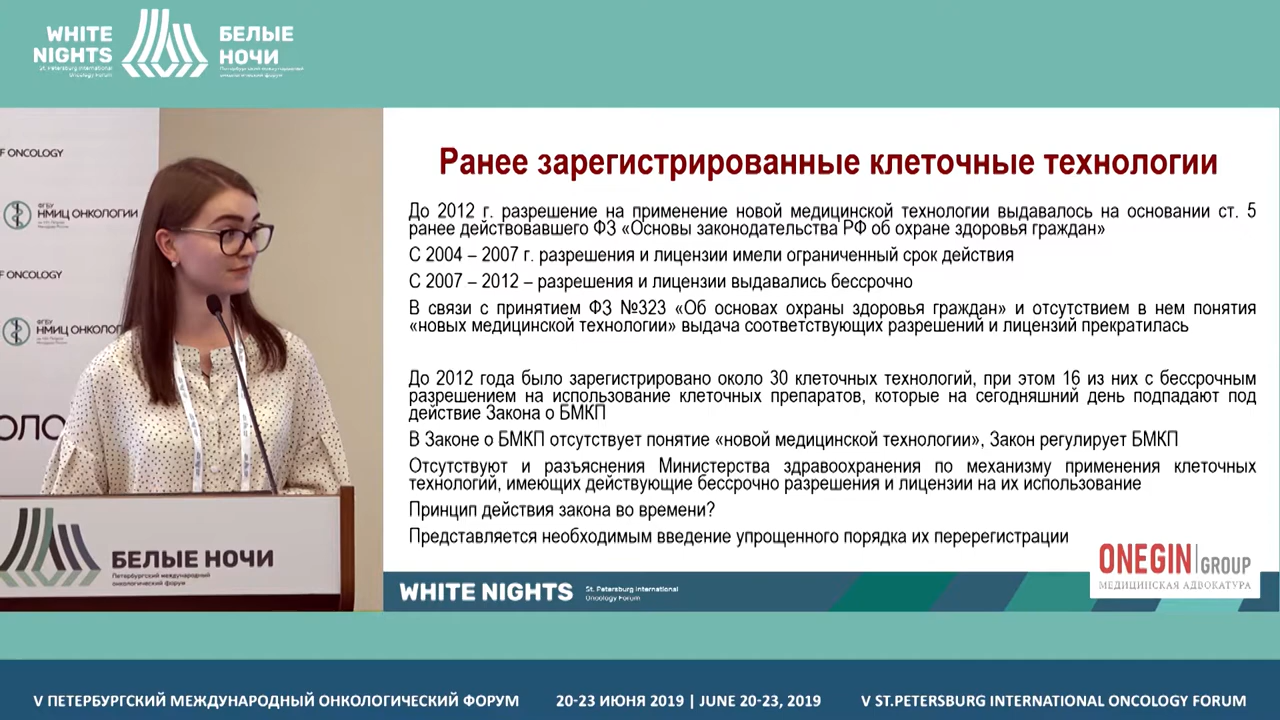 WHITE
NIGHTS
St. Petersburg International
Oncology Forum
БЕЛЫЕ
НОЧИ
Петербургский международный
онкологический форум
F ONCOLOGY
ФГБУ
НМИЦ ОНКОЛОГИИ
F ONCOLOGY
ФГБУ
НМИЦ ОНКОЛОГ
ОЛО
БЕЛЫЕ НОЧИ
Петербургский международный
онкологический форум
Ранее зарегистрированные клеточные технологии
До 2012 г. разрешение на применение новой медицинской технологии выдавалось на основании ст. 5
ранее действовавшего ФЗ «Основы законодательства РФ об охране здоровья граждан»
С 2004 – 2007 г. разрешения и лицензии имели ограниченный срок действия
С 2007 – 2012 – разрешения и лицензии выдавались бессрочно
В связи с принятием ФЗ №323 «Об основах охраны здоровья граждан» и отсутствием в нем понятия
«новых медицинской технологии» выдача соответствующих разрешений и лицензий прекратилась
До 2012 года было зарегистрировано около 30 клеточных технологий, при этом 16 из них с бессрочным
разрешением на использование клеточных препаратов, которые на сегодняшний день подпадают под
действие Закона о БМКП
В Законе о БМКП отсутствует понятие «новой медицинской технологии», Закон регулирует БМКП
Отсутствуют и разъяснения Министерства здравоохранения по механизму применения клеточных
технологий, имеющих действующие бессрочно разрешения и лицензии на их использование
Принцип действия закона во времени?
Представляется необходимым введение упрощенного порядка их перерегистрации
ONEGIN GROUP
МЕДИЦИНСКАЯ АДВОКАТУРА
WHITE NIGHTS
St. Petersburg International
Oncology Forum
V ПЕТЕРБУРГСКИЙ МЕЖДУНАРОДНЫЙ ОНКОЛОГИЧЕСКИЙ ФОРУМ
20-23 ИЮНЯ 2019 | JUNE 20-23, 2019
V ST.PETERSBURG INTERNATIONAL ONCOLOGY FORUM